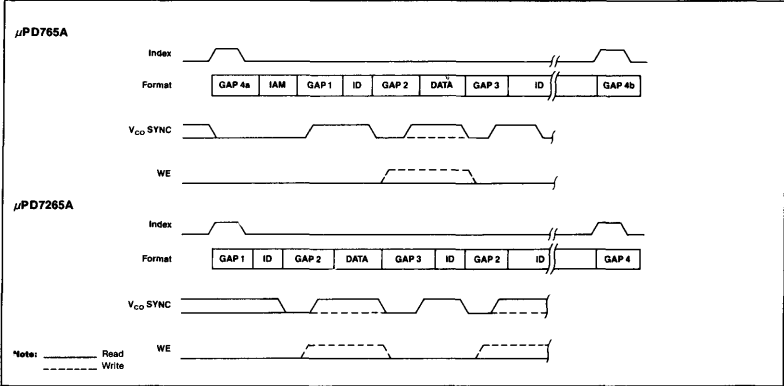 μPD765A
Index
Format GAP 4a IAM GAP 1 ID GAP 2 DATA GAP 3 ID GAP 4b
VCO SYNC
WE
μPD7265A
Index
Format GAP 1 ID GAP 2 DATA GAP 3 ID GAP 2 ID GAP 4
VCO SYNC
WE
Note: Read
Write